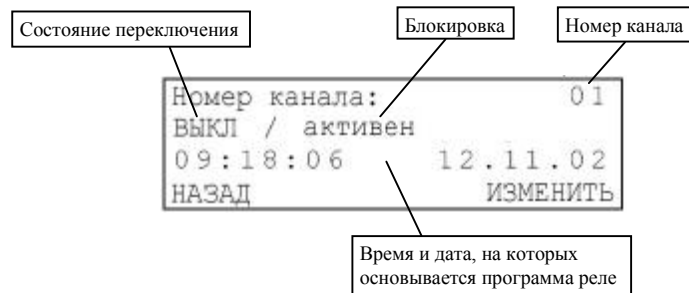 Состояние переключения
Блокировка
Номер канала
Номер канала: 01
ВЫКЛ / активен
09:18:06 12.11.02
НАЗАД ИЗМЕНИТЬ
Время и дата, на которых
основывается программа реле